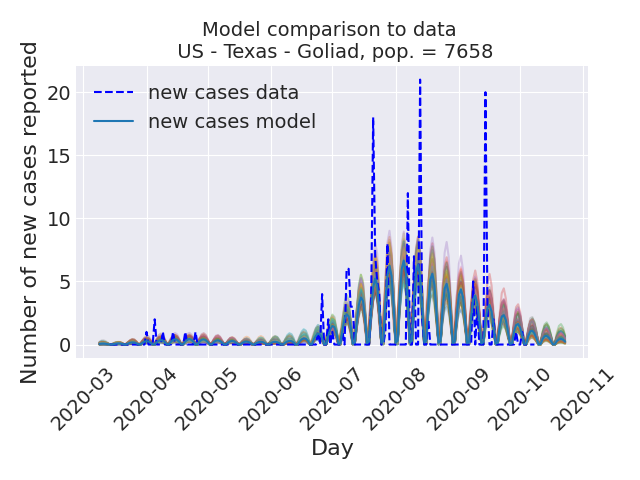 Model comparison to data
US - Texas - Goliad, pop. = 7658
Number of new cases reported
20
15
10
5
0
new cases data
new cases model
2020-03
2020-04
2020-05
2020-06
2020-07
2020-08
2020-09
2020-10
2020-11
Day